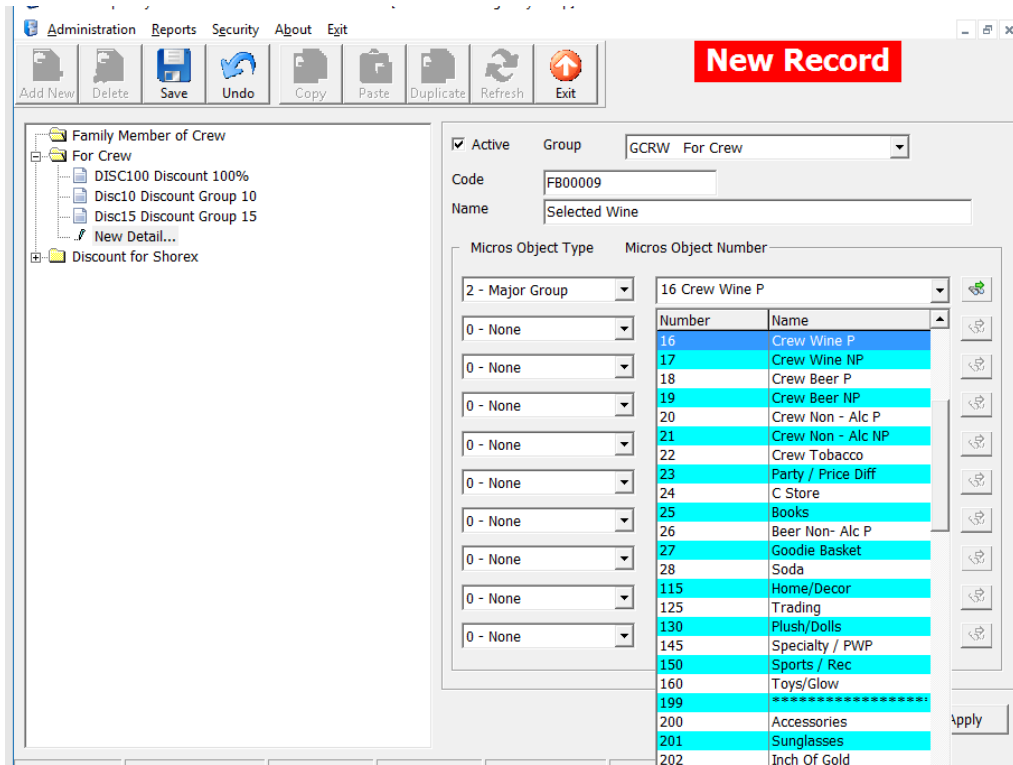 Administration Reports Security About Exit
New Record
Add New Delete Save Undo Copy Paste Duplicate Refresh Exit
Family Member of Crew
For Crew
DISC100 Discount 100%
Disc10 Discount Group 10
Disc15 Discount Group 15
New Detail...
Discount for Shorex
Active Group GCRW For Crew
Code FB00009
Name Selected Wine
Micros Object Type Micros Object Number
2 - Major Group 16 Crew Wine P
0 - None
0 - None
0 - None
0 - None
0 - None
0 - None
0 - None
0 - None
0 - None
Number Name
16 Crew Wine P
17 Crew Wine NP
18 Crew Beer P
19 Crew Beer NP
20 Crew Non - Alc P
21 Crew Non - Alc NP
22 Crew Tobacco
23 Party / Price Diff
24 C Store
25 Books
26 Beer Non- Alc P
27 Goodie Basket
28 Soda
115 Home/Decor
125 Trading
130 Plush/Dolls
145 Specialty / PWP
150 Sports / Rec
160 Toys/Glow
199 ******************
200 Accessories
201 Sunglasses
202 Inch Of Gold
Apply